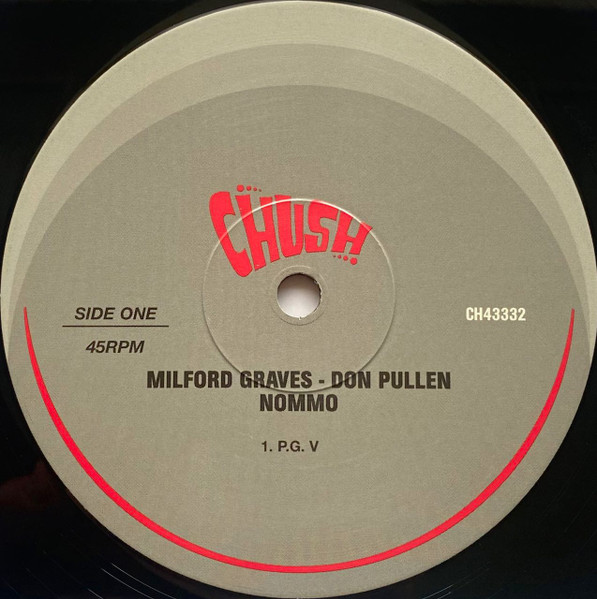 CHUSH
SIDE ONE
45RPM
CH43332
MILFORD GRAVES - DON PULLEN
NOMMO
1. P.G. V